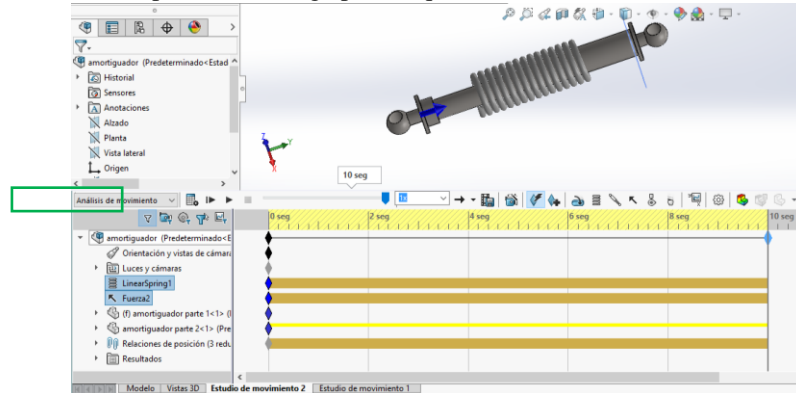 amortiguador (Predeterminado<Estad
Historial
Sensores
Anotaciones
Alzado
Planta
Vista lateral
Origen
Z
Y
X
10 seg
Análisis de movimiento
1x
0 seg 2 seg 4 seg 6 seg 8 seg 10 seg
amortiguador (Predeterminado<E
Orientación y vistas de cámara
Luces y cámaras
LinearSpring1
Fuerza2
(f) amortiguador parte 1<1> (I
amortiguador parte 2<1> (Pre
Relaciones de posición (3 redu
Resultados
Modelo Vistas 3D Estudio de movimiento 2 Estudio de movimiento 1